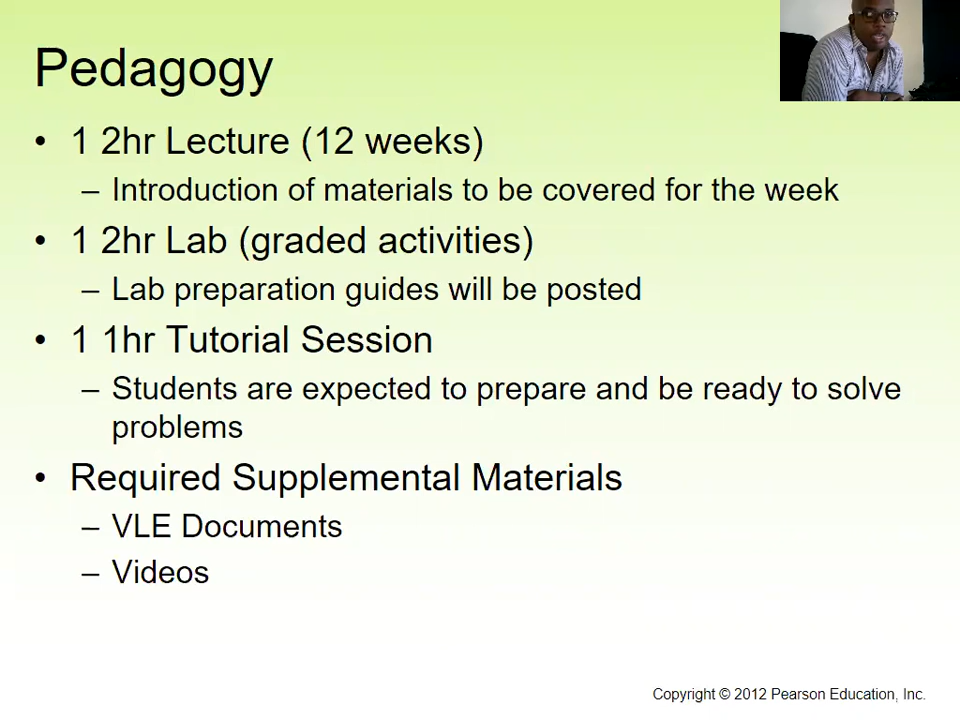 Pedagogy
• 1 2hr Lecture (12 weeks)
– Introduction of materials to be covered for the week
• 1 2hr Lab (graded activities)
– Lab preparation guides will be posted
• 1 1hr Tutorial Session
– Students are expected to prepare and be ready to solve
problems
• Required Supplemental Materials
– VLE Documents
– Videos
Copyright © 2012 Pearson Education, Inc.